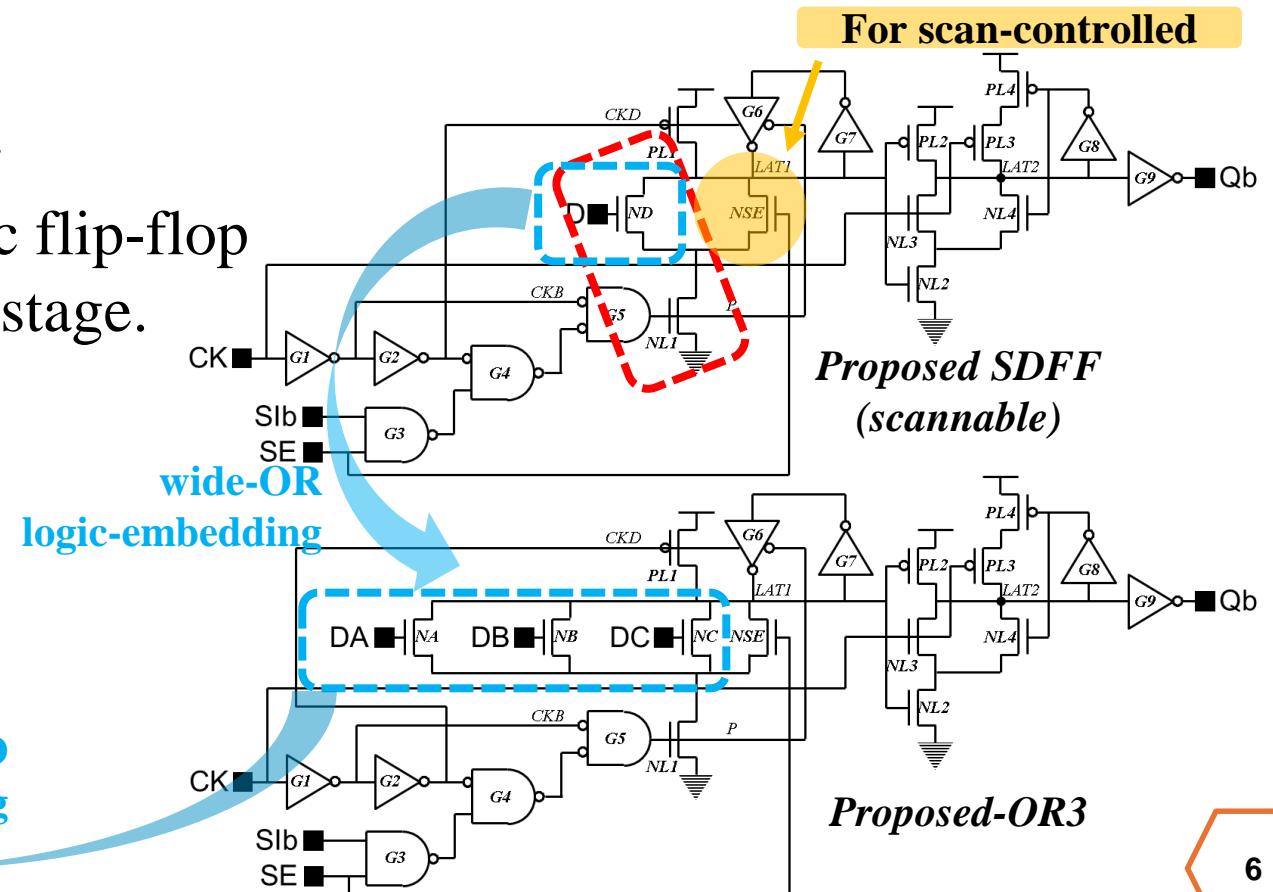 For scan-controlled
c flip-flop
stage.
CKD
PL1
G6
G7
LAT1
D
ND
NSE
PL2
PL4
PL3
G8
LAT2
G9
Qb
NL3
NL4
NL2
CKB
G5
P
NL1
CK
G1
G2
G4
SIb
G3
SE
Proposed SDFF
(scannable)
wide-OR
logic-embedding
CKD
PL1
G6
G7
LAT1
DA
NA
DB
NB
DC
NC
NSE
PL2
PL4
PL3
G8
LAT2
G9
Qb
NL3
NL4
NL2
CKB
G5
P
NL1
CK
G1
G2
G4
SIb
G3
SE
Proposed-OR3
6